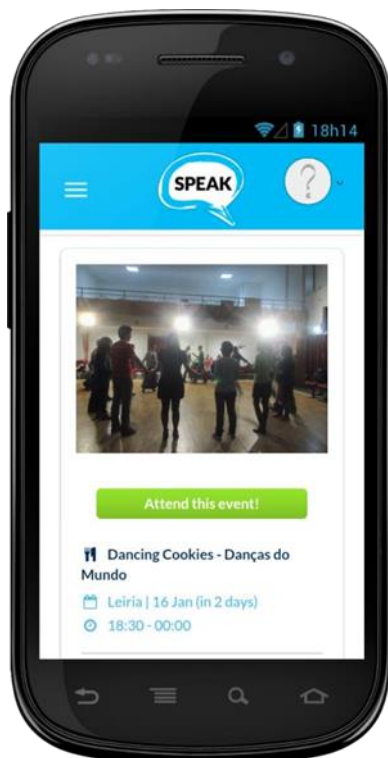 18h14
SPEAK
?
Attend this event!
Dancing Cookies - Danças do
Mundo
Leiria | 16 Jan (in 2 days)
18:30 - 00:00